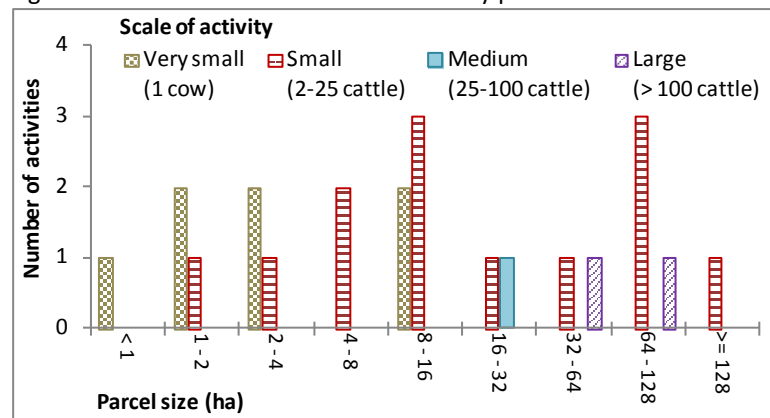 Scale of activity
Very small Small Medium Large
(1 cow) (2-25 cattle) (25-100 cattle) (> 100 cattle)
Number of activities
4
3
2
1
0
< 1 1 - 2 2 - 4 4 - 8 8 - 16 16 - 32 32 - 64 64 - 128 >= 128
Parcel size (ha)